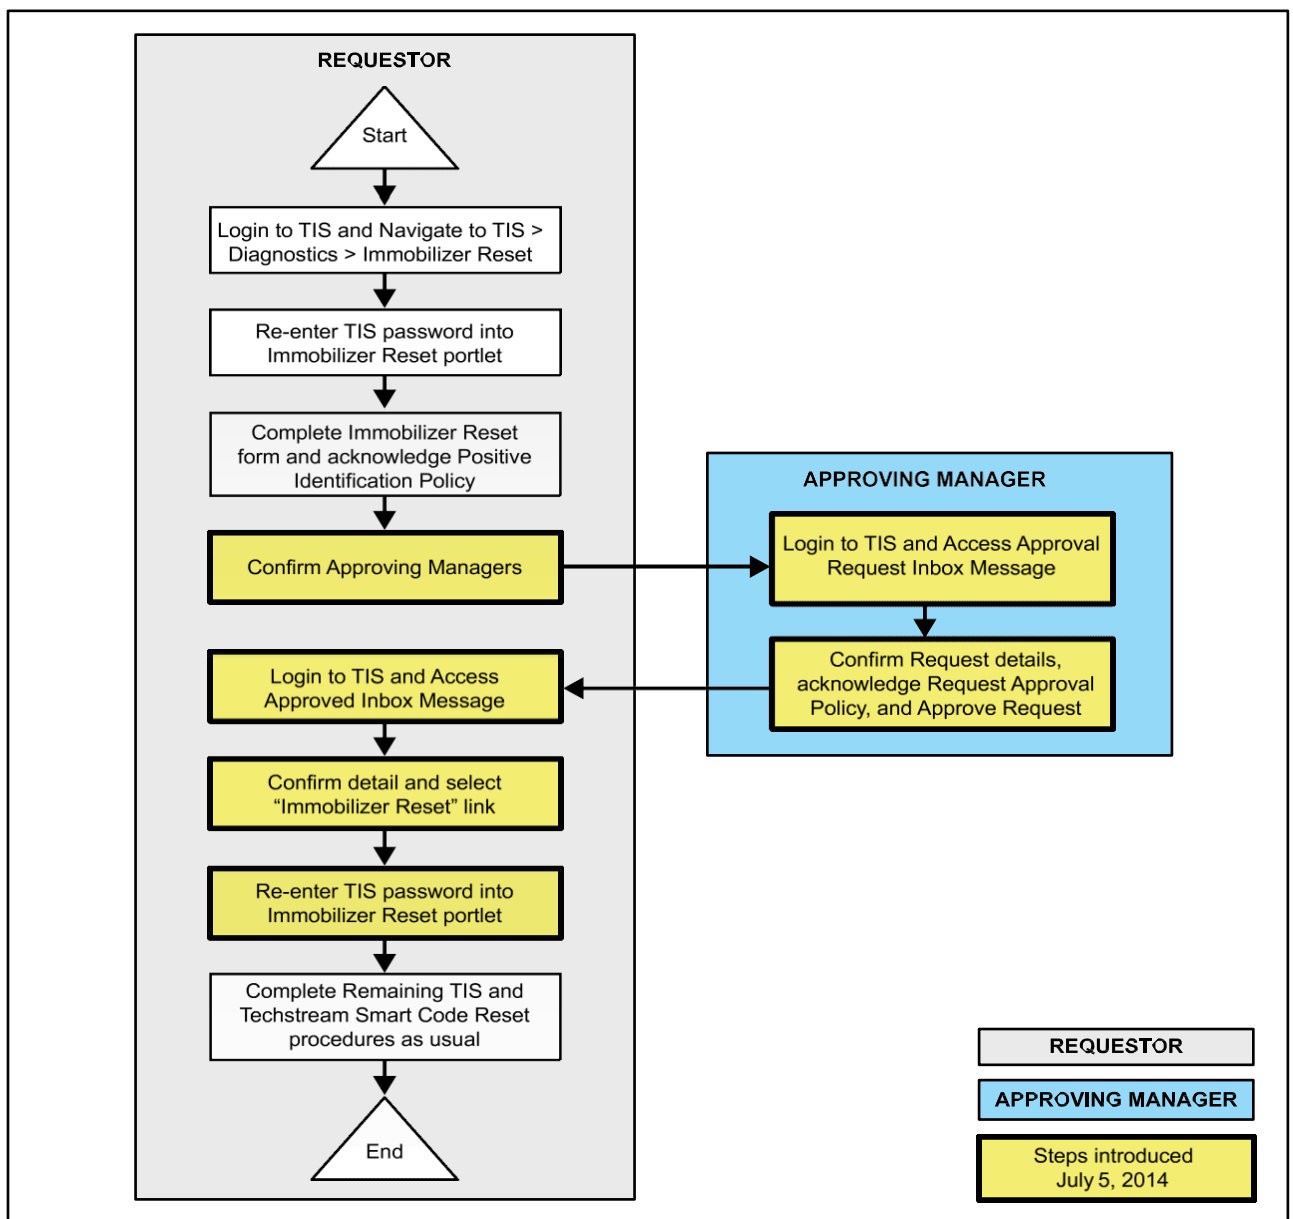 REQUESTOR
Start
Login to TIS and Navigate to TIS >
Diagnostics > Immobilizer Reset
Re-enter TIS password into
Immobilizer Reset portlet
Complete Immobilizer Reset
form and acknowledge Positive
Identification Policy
Confirm Approving Managers
APPROVING MANAGER
Login to TIS and Access Approval
Request Inbox Message
Confirm Request details,
acknowledge Request Approval
Policy, and Approve Request
Login to TIS and Access
Approved Inbox Message
Confirm detail and select
“Immobilizer Reset” link
Re-enter TIS password into
Immobilizer Reset portlet
Complete Remaining TIS and
Techstream Smart Code Reset
procedures as usual
End
REQUESTOR
APPROVING MANAGER
Steps introduced
July 5, 2014